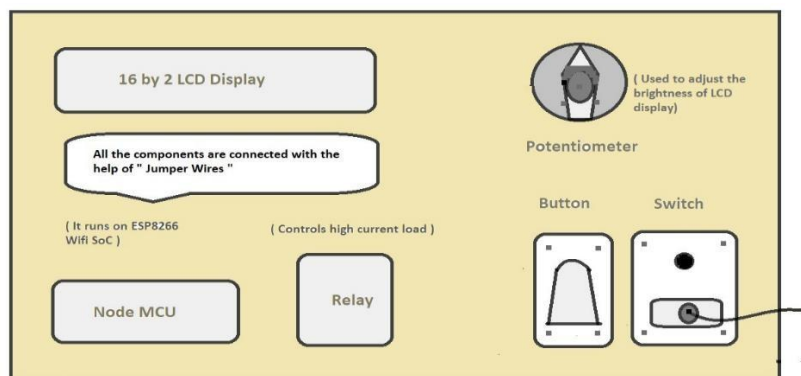 16 by 2 LCD Display
( Used to adjust the
brightness of LCD
display)
All the components are connected with the
help of " Jumper Wires "
Potentiometer
Button
Switch
( It runs on ESP8266
Wifi SoC )
( Controls high current load )
Node MCU
Relay